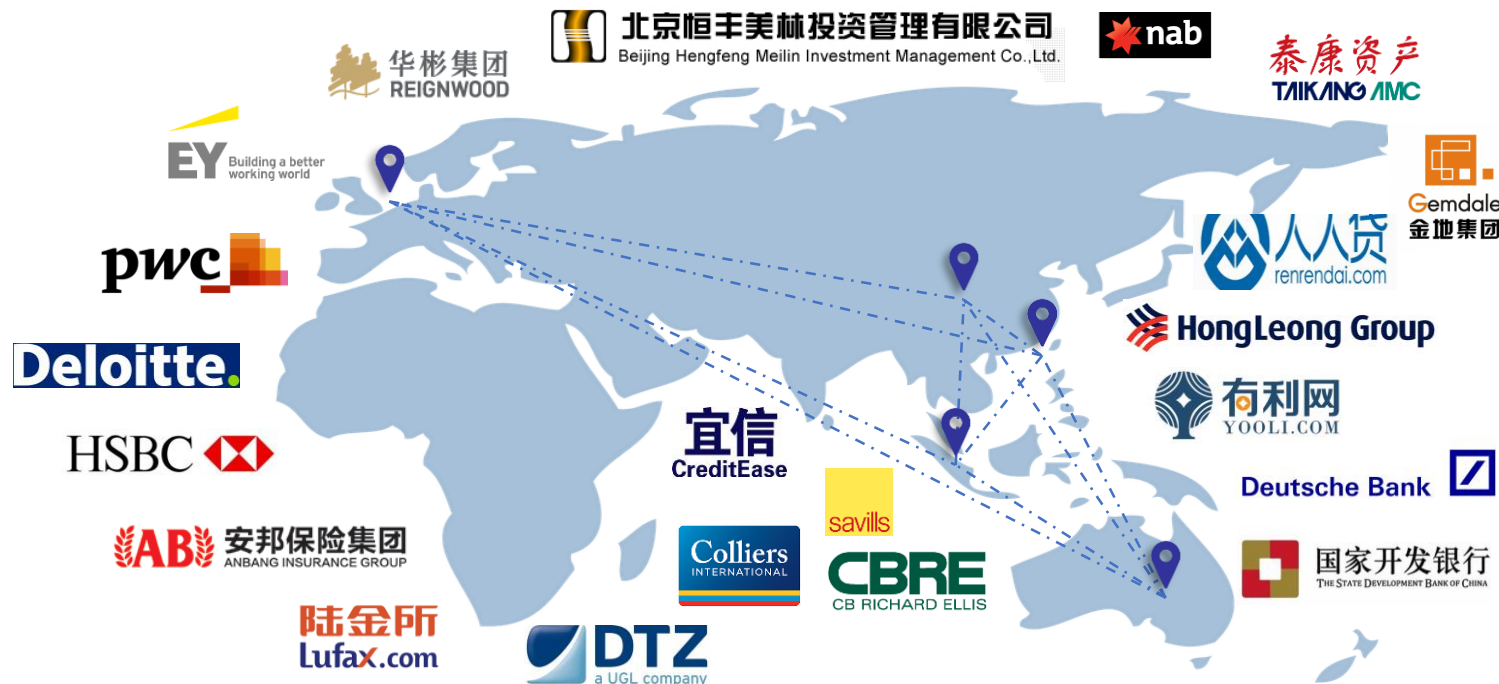 北京恒丰美林投资管理有限公司
Beijing Hengfeng Meilin Investment Management Co.,Ltd.
nab
华彬集团
REIGNWOOD
泰康资产
TAIKANG AMC
EY
Building a better
working world
Gemdale
金地集团
人人贷
renrendai.com
pwc
HongLeong Group
Deloitte.
有利网
YOOLI.COM
宜信
CreditEase
HSBC
Deutsche Bank
savills
AB
安邦保险集团
ANBANG INSURANCE GROUP
Colliers
INTERNATIONAL
CBRE
CB RICHARD ELLIS
国家开发银行
THE STATE DEVELOPMENT BANK OF CHINA
陆金所
Lufax.com
DTZ
a UGL company